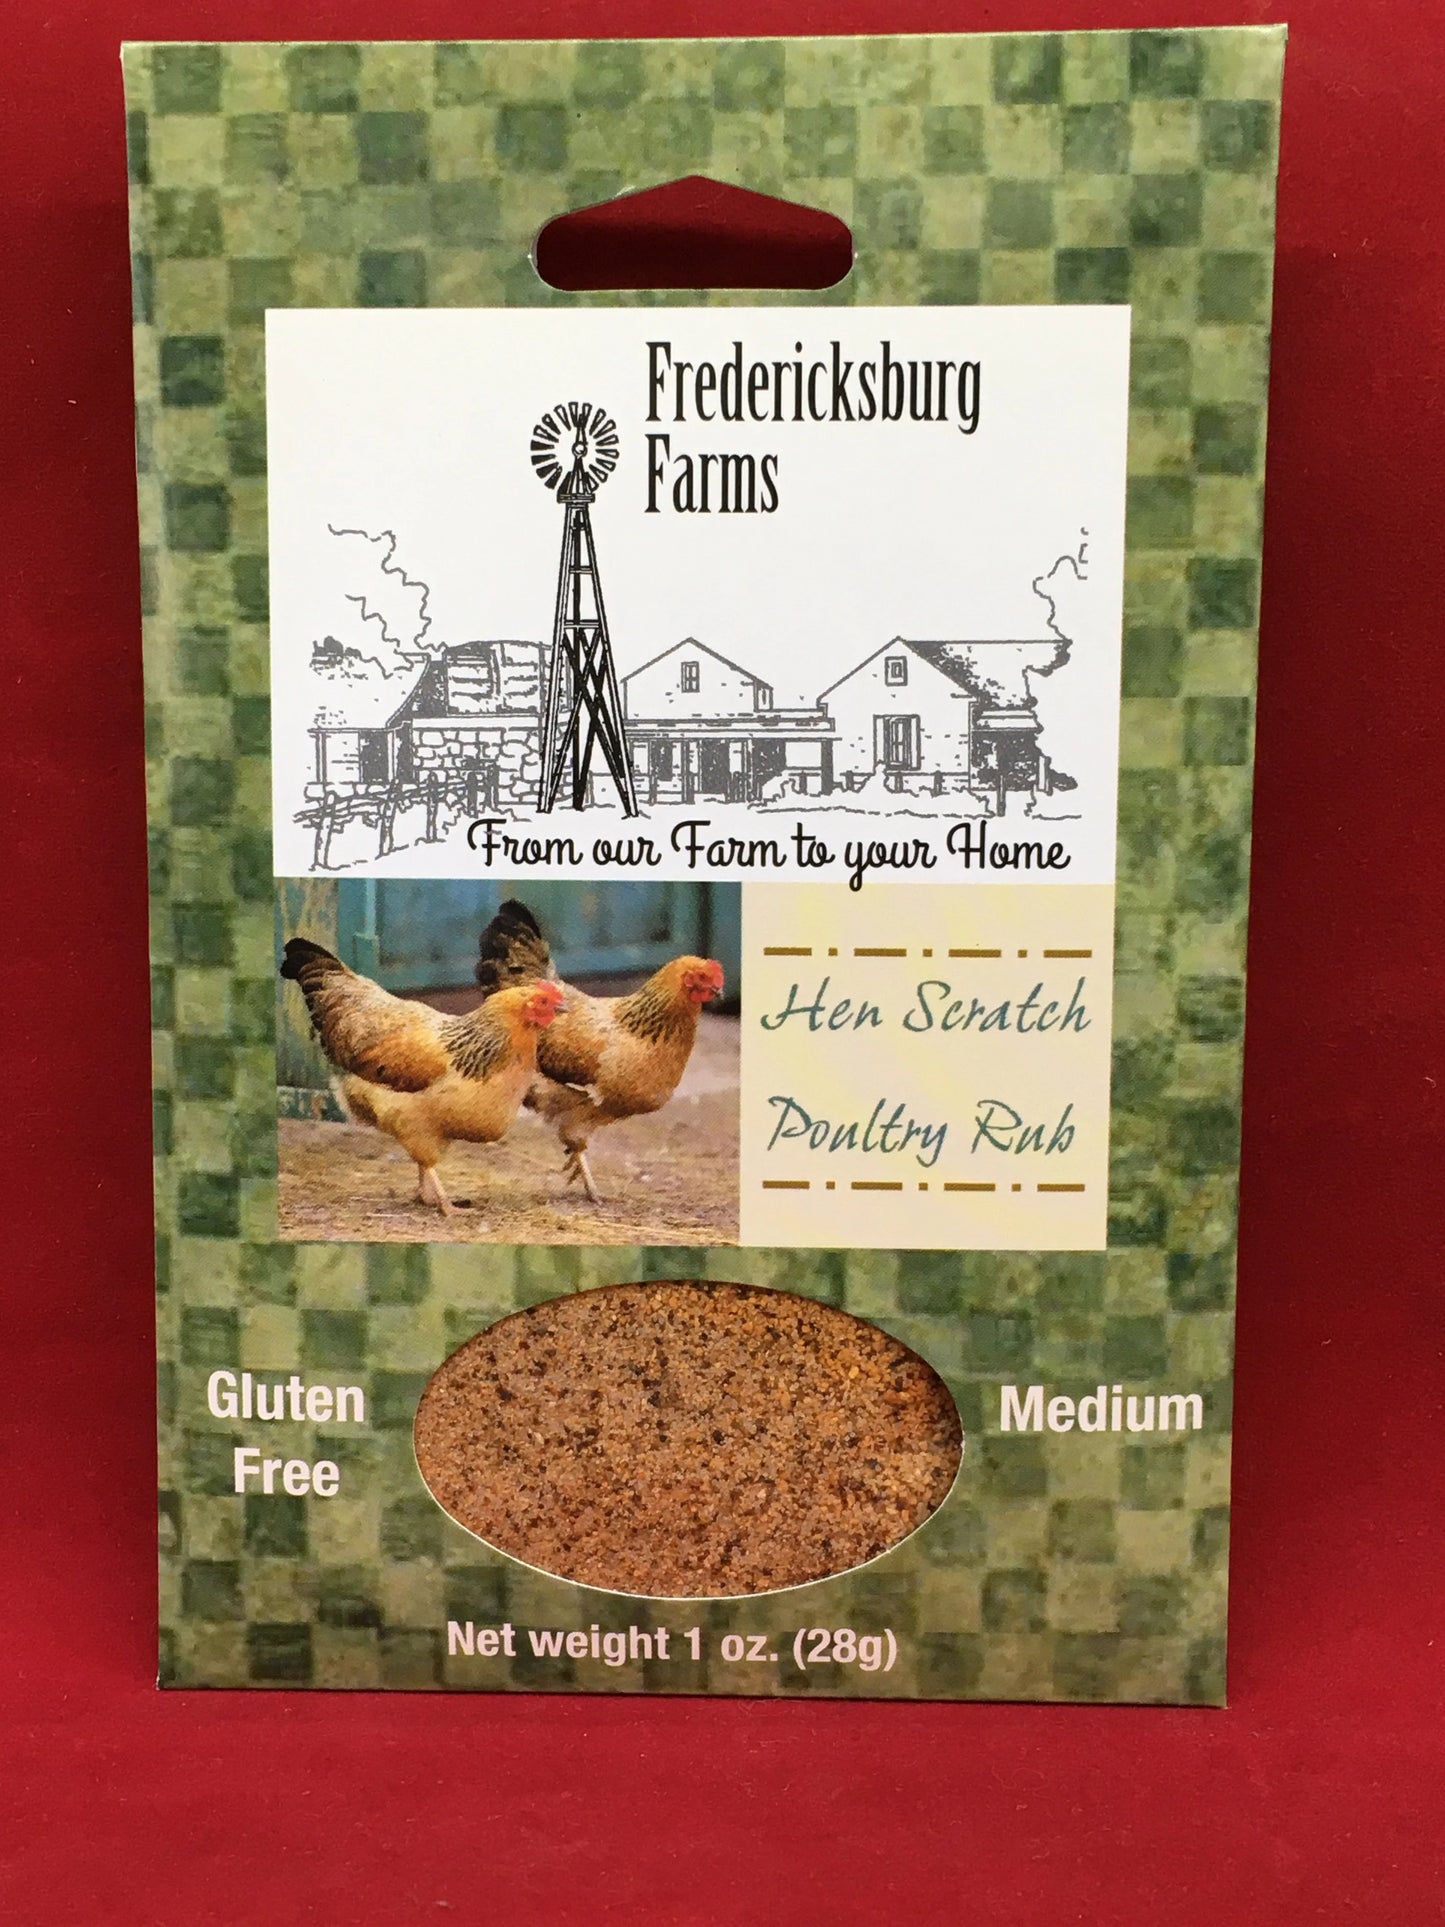 Fredericksburg
Farms
From our Farm to your Home
Hen Scratch
Poultry Rub
Gluten
Free
Medium
Net weight 1 oz. (28g)